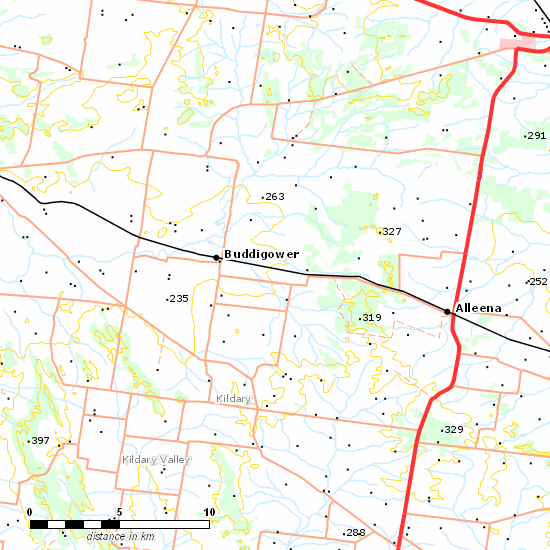 291
263
327
Buddigower
252
235
Alleena
319
Kildary
329
397
Kildary Valley
0 5 10
distance in km
288